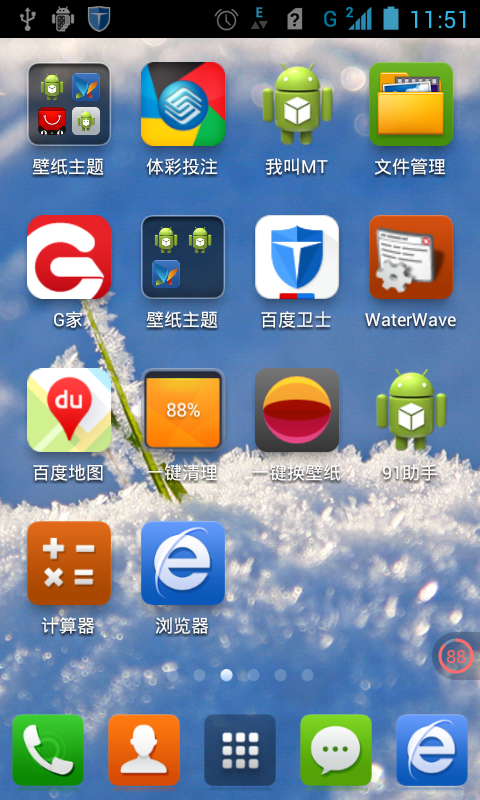 E
G 2 11:51
壁纸主题
体彩投注
我叫MT
文件管理
G家
壁纸主题
百度卫士
WaterWave
du
88%
百度地图
一键清理
一键换壁纸
91助手
计算器
浏览器
88